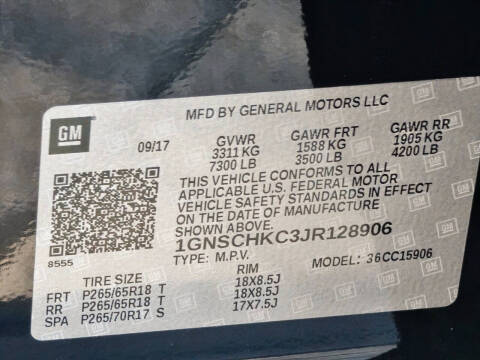 MFD BY GENERAL MOTORS LLC
GM
09/17 GVWR GAWR FRT GAWR RR
3311 KG 1588 KG 1905 KG
7300 LB 3500 LB 4200 LB
THIS VEHICLE CONFORMS TO ALL
APPLICABLE U.S. FEDERAL MOTOR
VEHICLE SAFETY STANDARDS IN EFFECT
ON THE DATE OF MANUFACTURE
SHOWN ABOVE.
1GNSCHKC3JR128906
8555 TYPE: M.P.V. MODEL: 36CC15906
TIRE SIZE RIM
FRT P265/65R18 T 18X8.5J
RR P265/65R18 T 18X8.5J
SPA P265/70R17 S 17X7.5J